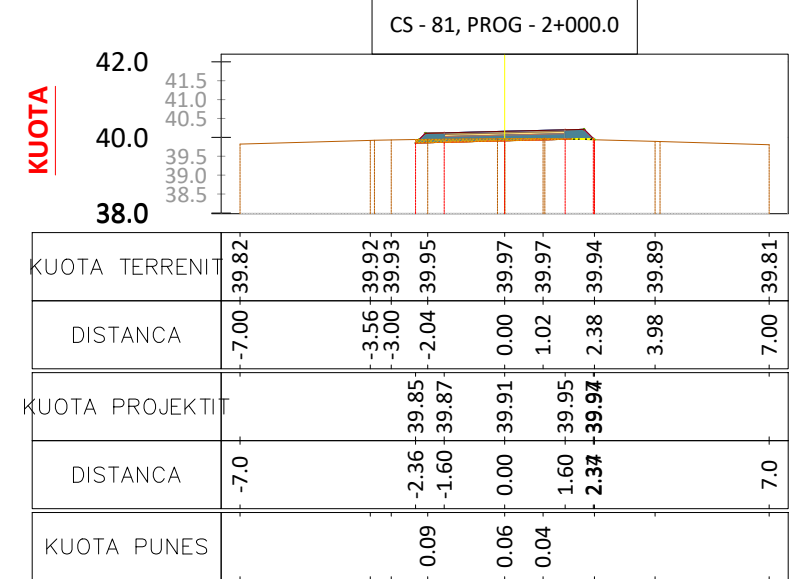 CS - 81, PROG - 2+000.0
KUOTA
42.0
41.5
41.0
40.5
40.0
39.5
39.0
38.5
38.0
KUOTA TERRENIT 39.82 39.92 39.93 39.95 39.97 39.97 39.94 39.89 39.81
DISTANCA -7.00 -3.56 -3.00 -2.04 0.00 1.02 2.38 3.98 7.00
KUOTA PROJEKTIT 39.85 39.87 39.91 39.95 39.94
DISTANCA -7.0 -2.36 -1.60 0.00 1.60 7.0
KUOTA PUNES 0.09 0.06 0.04